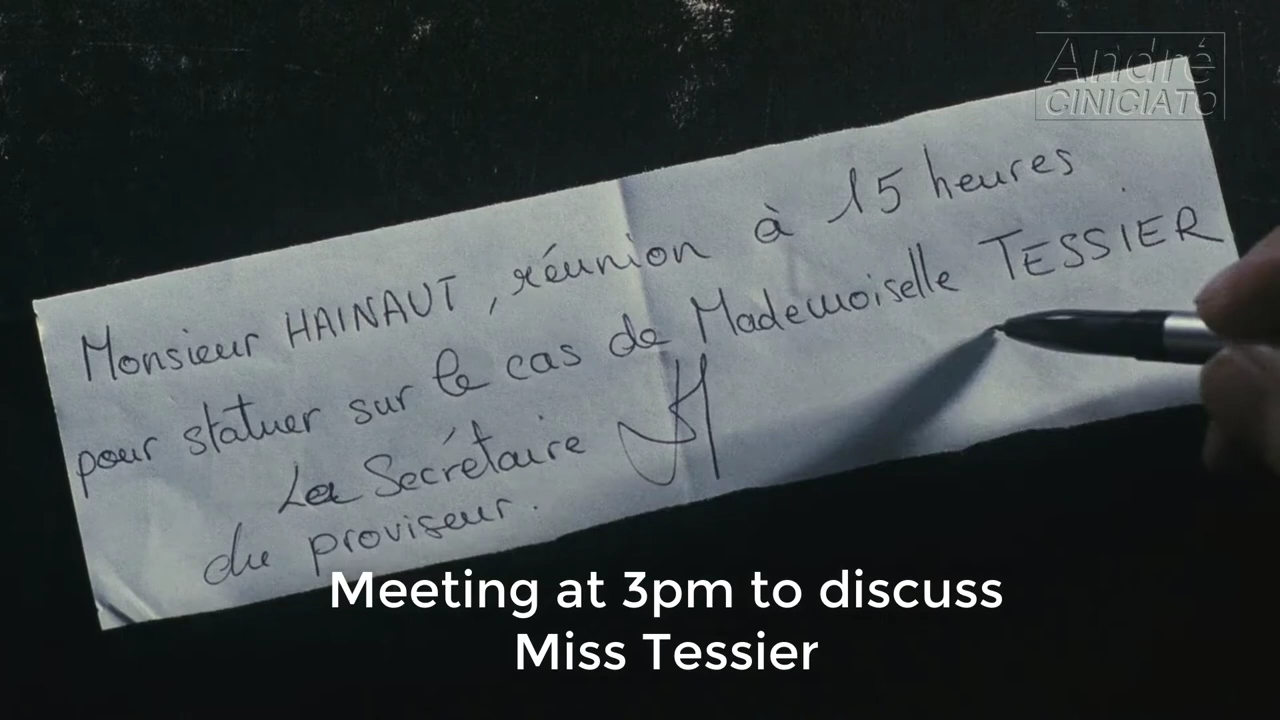 André
CINICIATO
Monsieur HAINAUT, réunion à 15 heures
pour statuer sur le cas de Mademoiselle TESSIER
La Secrétaire
du proviseur.
Meeting at 3pm to discuss
Miss Tessier